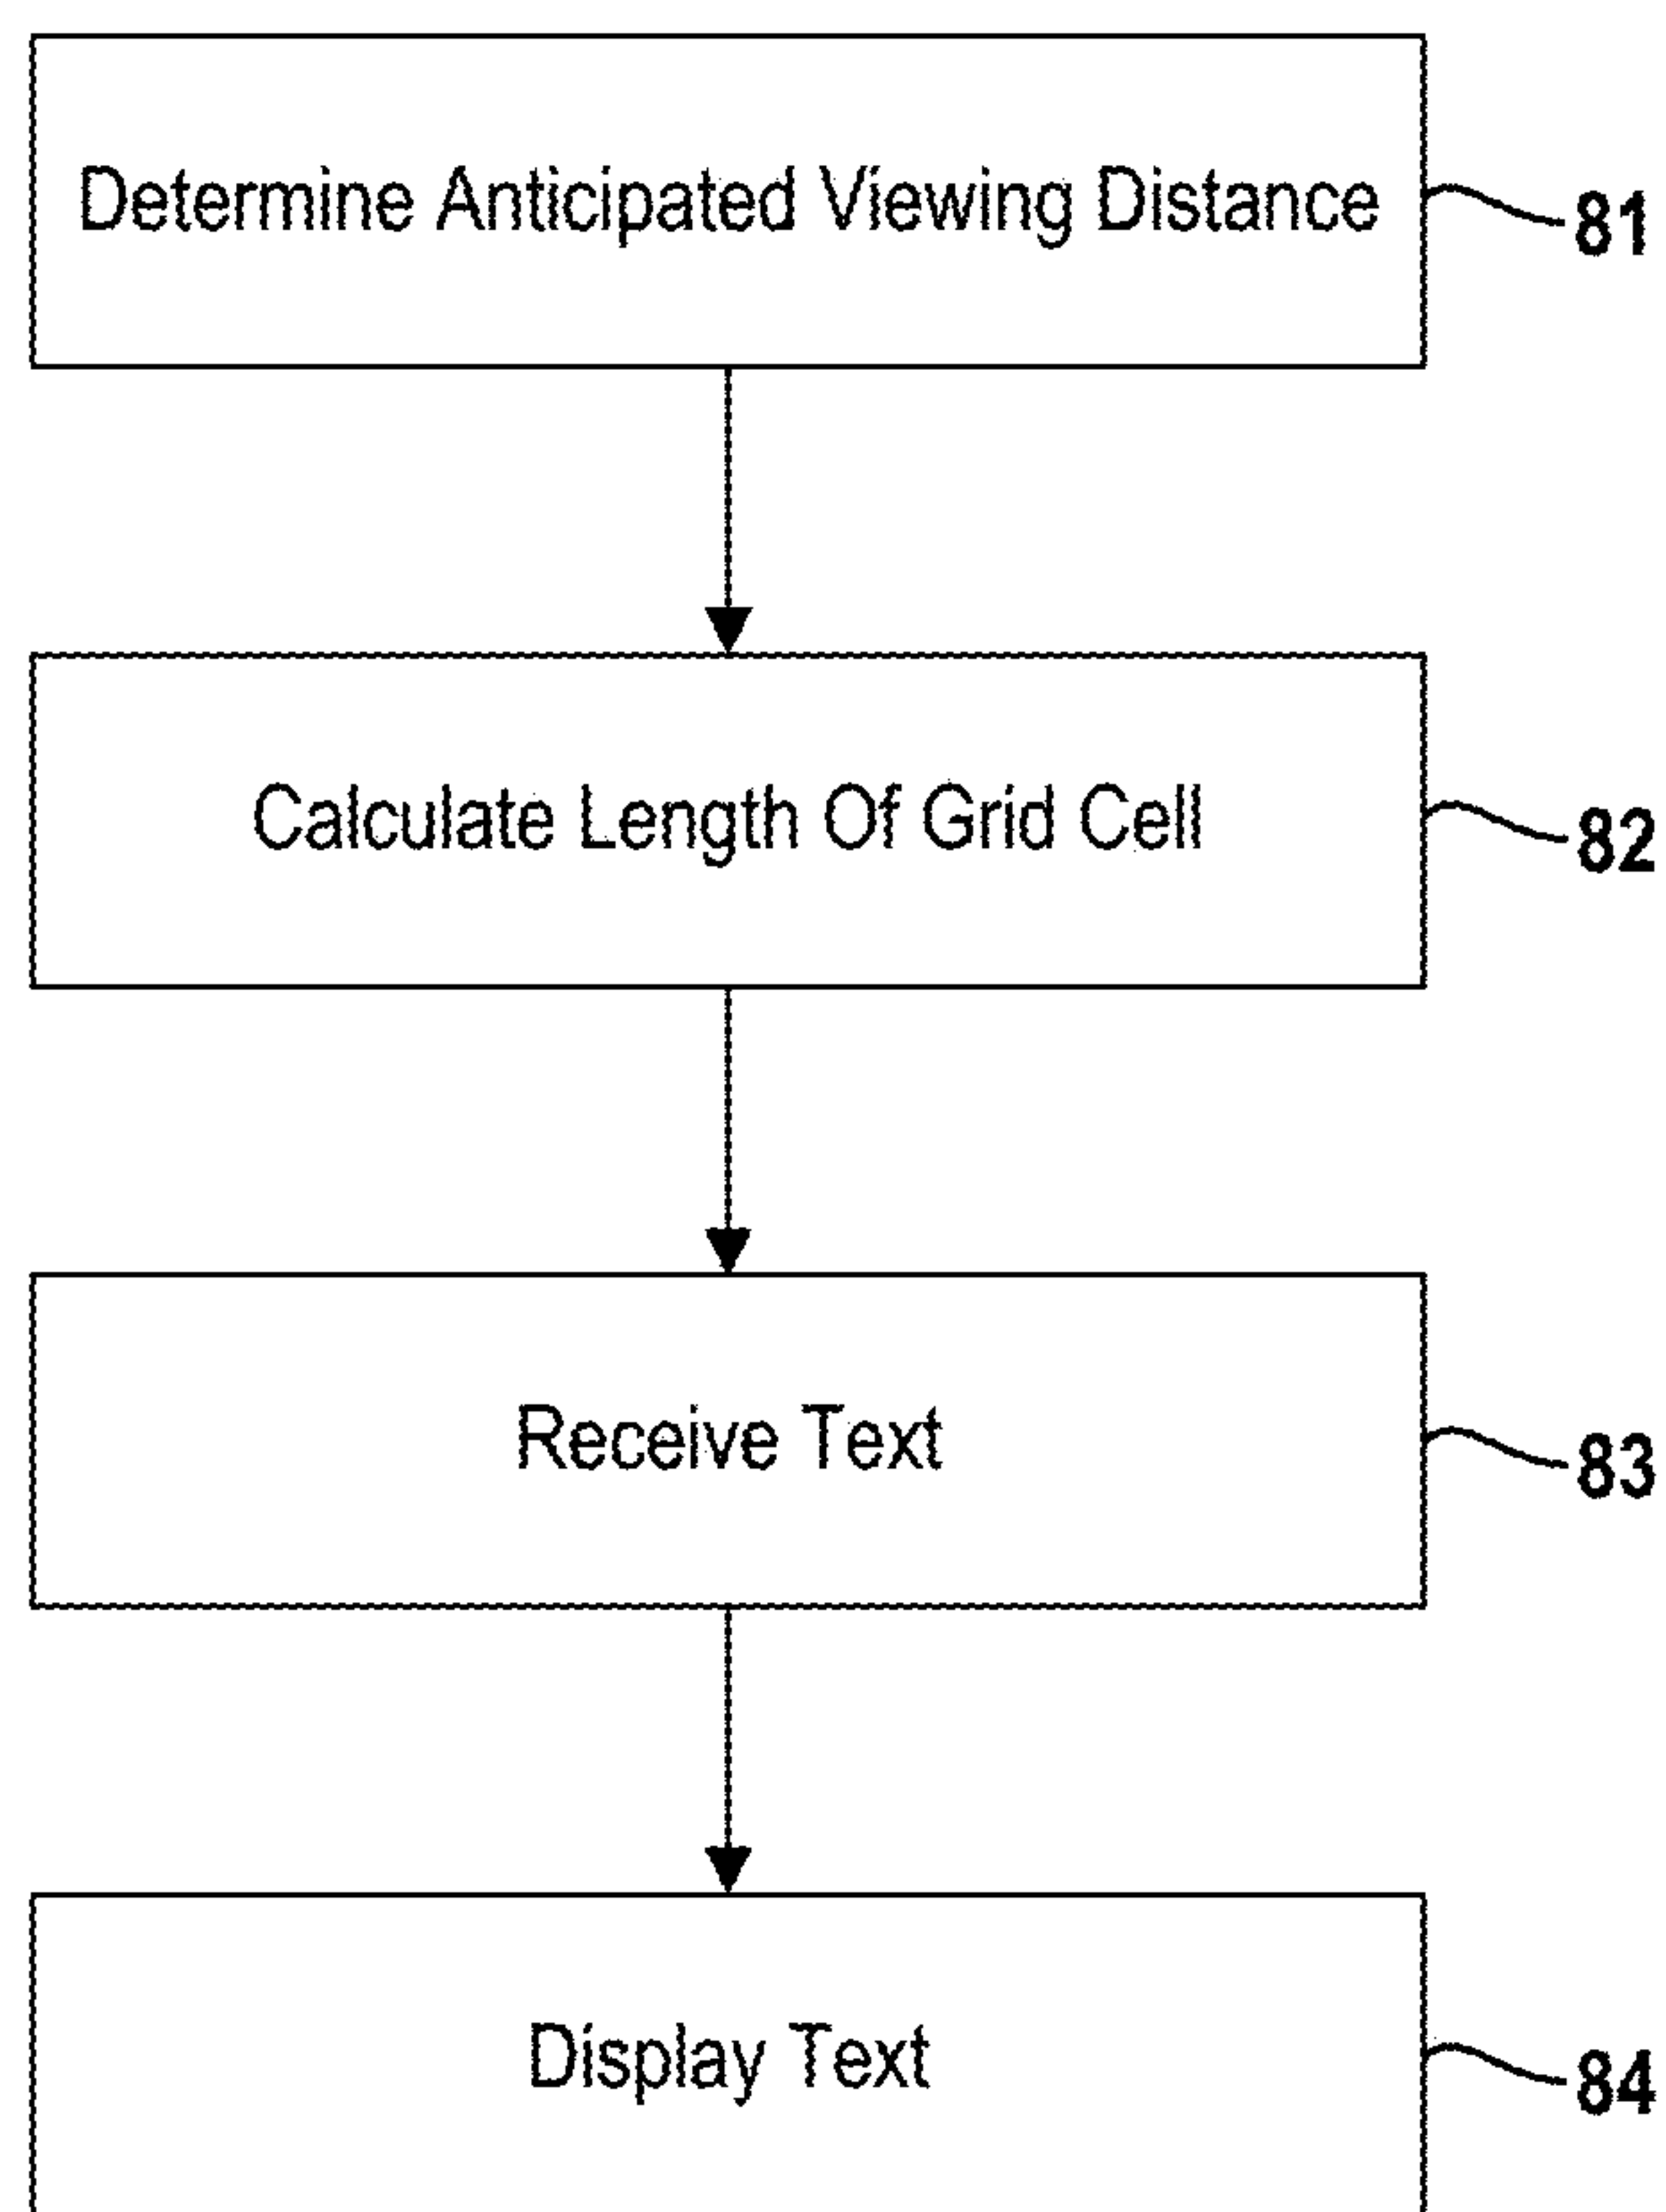 Determine Anticipated Viewing Distance
81
Calculate Length Of Grid Cell
82
Receive Text
83
Display Text
84